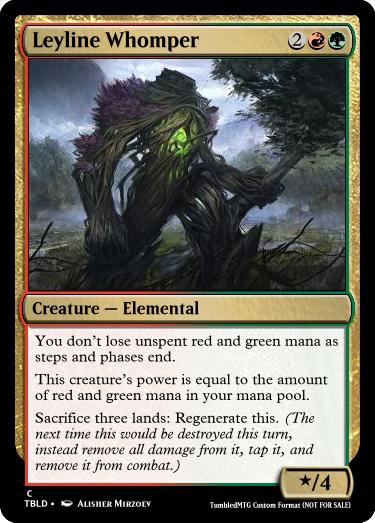 Leyline Whomper
2
Creature — Elemental
You don't lose unspent red and green mana as
steps and phases end.
This creature's power is equal to the amount
of red and green mana in your mana pool.
Sacrifice three lands: Regenerate this. (The
next time this would be destroyed this turn,
instead remove all damage from it, tap it, and
remove it from combat.)
★/4
C
TBLD • Alisher Mirzoev
TumbledMTG Custom Format (NOT FOR SALE)